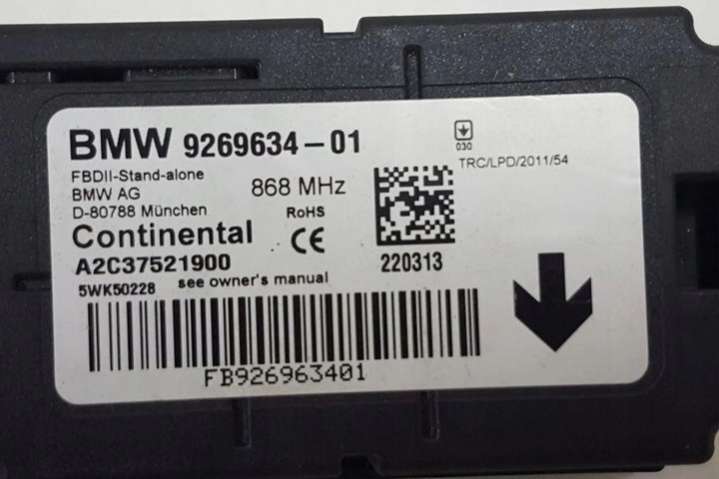 BMW 9269634-01
FBDII-Stand-alone
BMW AG
D-80788 München
868 MHz
RoHS
CE
Continental
A2C37521900
5WK50228
see owner's manual
030
TRC/LPD/2011/54
220313
FB926963401